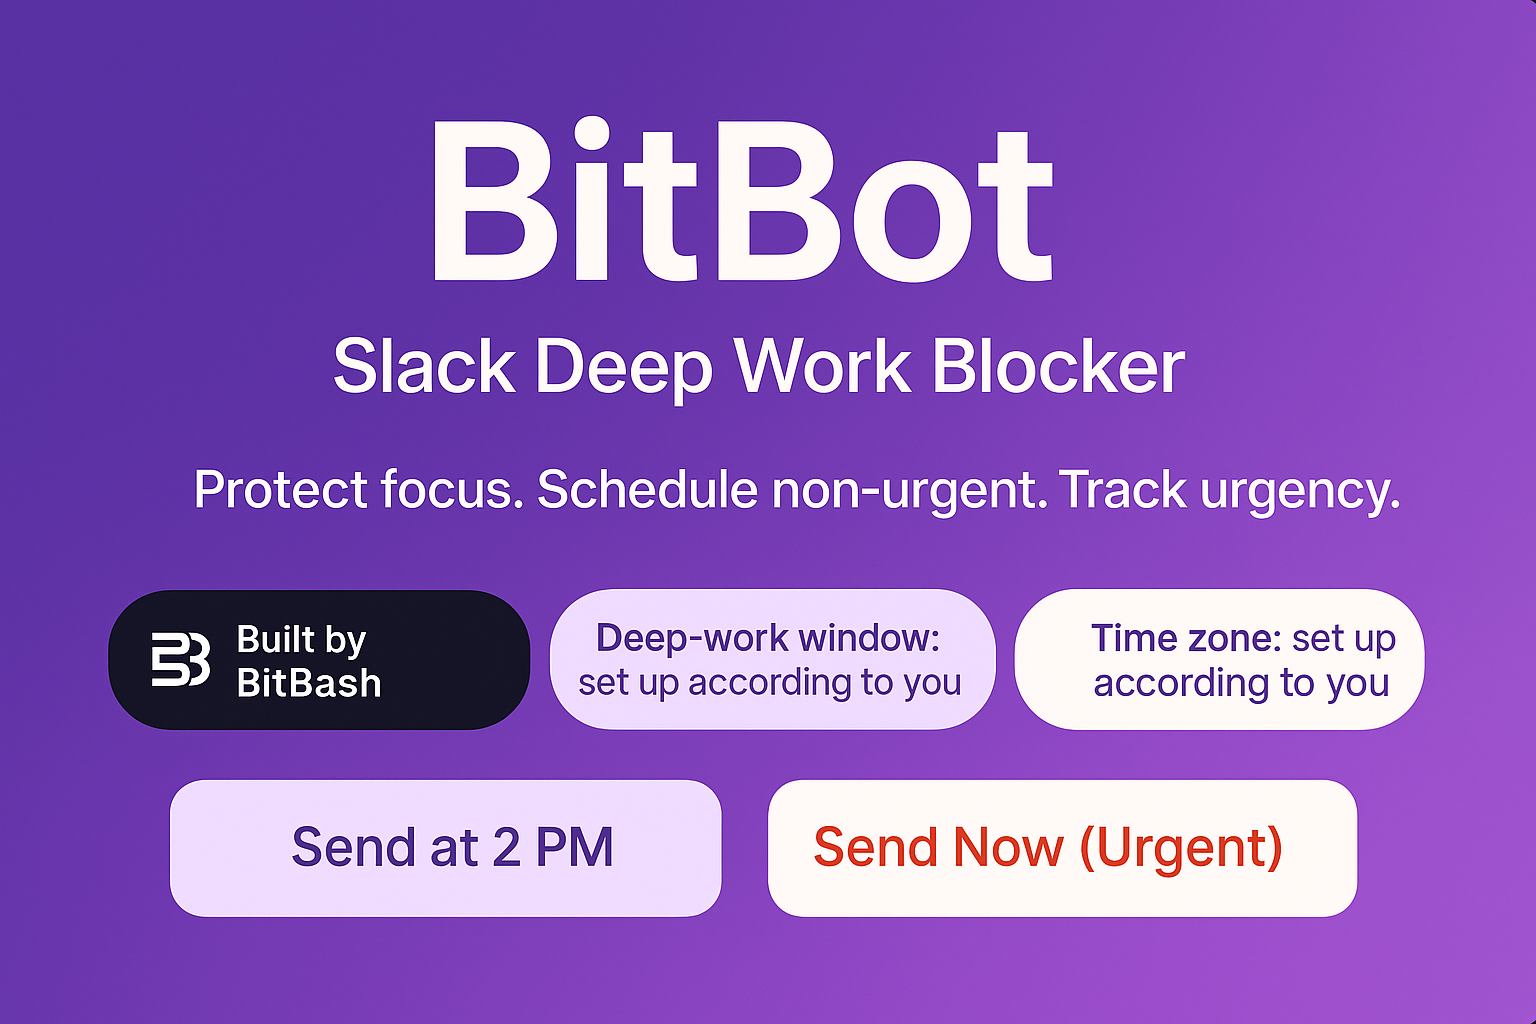 BitBot
Slack Deep Work Blocker
Protect focus. Schedule non-urgent. Track urgency.
Built by
BitBash
Deep-work window:
set up according to you
Time zone: set up
according to you
Send at 2 PM
Send Now (Urgent)